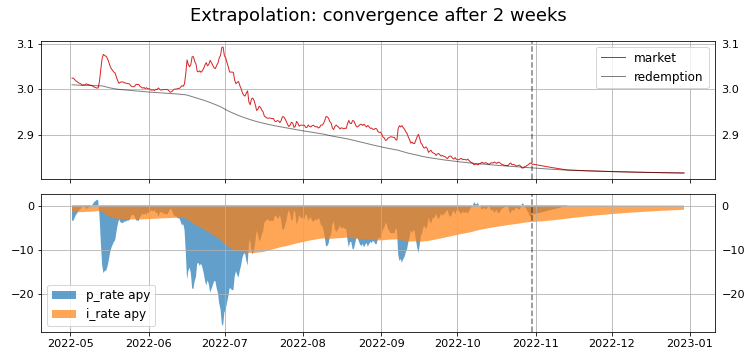 Extrapolation: convergence after 2 weeks
3.1 3.1
market
redemption
3.0 3.0
2.9 2.9
0 0
−10 −10
−20 −20
p_rate apy
i_rate apy
2022-05 2022-06 2022-07 2022-08 2022-09 2022-10 2022-11 2022-12 2023-01